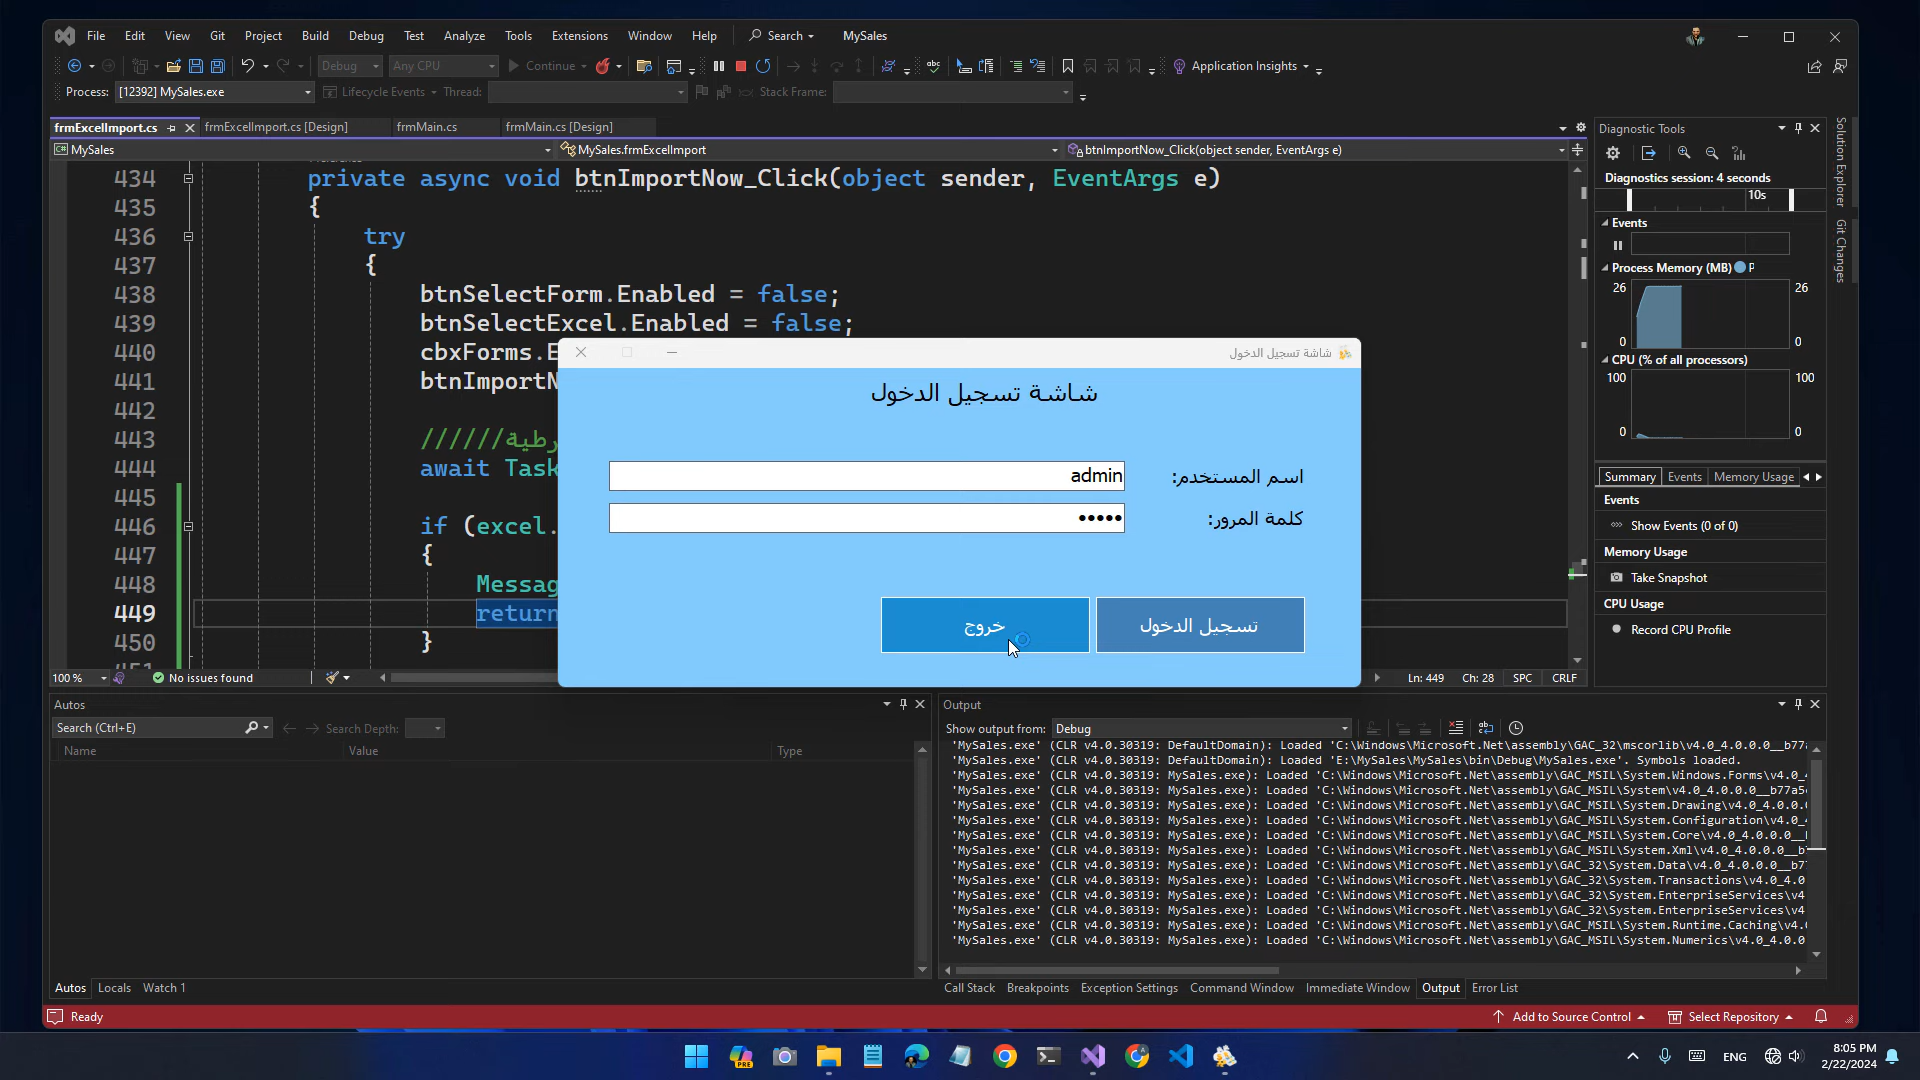 File Edit View Git Project Build Debug Test Analyze Tools Extensions Window Help Search MySales
Debug Any CPU Continue Application Insights
Process: [12392] MySales.exe Lifecycle Events Thread: Stack Frame:
frmExcelImport.cs frmExcelImport.cs [Design] frmMain.cs frmMain.cs [Design]
MySales MySales.frmExcelImport btnImportNow_Click(object sender, EventArgs e)
434 private async void btnImportNow_Click(object sender, EventArgs e)
435 {
436 try
437 {
438 btnSelectForm.Enabled = false;
439 btnSelectExcel.Enabled = false;
440 cbxForms.E
441 btnImportN
442
443 //////رطية
444 await Task
445
446 if (excel.
447 {
448 Messag
449 return
450 }
شاشة تسجيل الدخول
شاشة تسجيل الدخول
اسم المستخدم:
admin
كلمة المرور:
•••••
تسجيل الدخول
خروج
100 % No issues found Ln: 449 Ch: 28 SPC CRLF
Diagnostic Tools
Diagnostics session: 4 seconds
10s
Events
Process Memory (MB) P
26 26
0 0
CPU (% of all processors)
100 100
0 0
Summary Events Memory Usage
Events
Show Events (0 of 0)
Memory Usage
Take Snapshot
CPU Usage
Record CPU Profile
Solution Explorer
Git Changes
Autos
Search (Ctrl+E) Search Depth:
Name Value Type
Autos Locals Watch 1
Output
Show output from: Debug
'MySales.exe' (CLR v4.0.30319: DefaultDomain): Loaded 'C:\Windows\Microsoft.Net\assembly\GAC_32\mscorlib\v4.0_4.0.0.0__b77a
'MySales.exe' (CLR v4.0.30319: DefaultDomain): Loaded 'E:\MySales\MySales\bin\Debug\MySales.exe'. Symbols loaded.
'MySales.exe' (CLR v4.0.30319: MySales.exe): Loaded 'C:\Windows\Microsoft.Net\assembly\GAC_MSIL\System.Windows.Forms\v4.0_4
'MySales.exe' (CLR v4.0.30319: MySales.exe): Loaded 'C:\Windows\Microsoft.Net\assembly\GAC_MSIL\System\v4.0_4.0.0.0__b77a5
'MySales.exe' (CLR v4.0.30319: MySales.exe): Loaded 'C:\Windows\Microsoft.Net\assembly\GAC_MSIL\System.Drawing\v4.0_4.0.0.0
'MySales.exe' (CLR v4.0.30319: MySales.exe): Loaded 'C:\Windows\Microsoft.Net\assembly\GAC_MSIL\System.Configuration\v4.0_4
'MySales.exe' (CLR v4.0.30319: MySales.exe): Loaded 'C:\Windows\Microsoft.Net\assembly\GAC_MSIL\System.Core\v4.0_4.0.0.0__
'MySales.exe' (CLR v4.0.30319: MySales.exe): Loaded 'C:\Windows\Microsoft.Net\assembly\GAC_MSIL\System.Xml\v4.0_4.0.0.0__b
'MySales.exe' (CLR v4.0.30319: MySales.exe): Loaded 'C:\Windows\Microsoft.Net\assembly\GAC_32\System.Data\v4.0_4.0.0.0__b7
'MySales.exe' (CLR v4.0.30319: MySales.exe): Loaded 'C:\Windows\Microsoft.Net\assembly\GAC_32\System.Transactions\v4.0_4.0
'MySales.exe' (CLR v4.0.30319: MySales.exe): Loaded 'C:\Windows\Microsoft.Net\assembly\GAC_32\System.EnterpriseServices\v4
'MySales.exe' (CLR v4.0.30319: MySales.exe): Loaded 'C:\Windows\Microsoft.Net\assembly\GAC_32\System.EnterpriseServices\v4
'MySales.exe' (CLR v4.0.30319: MySales.exe): Loaded 'C:\Windows\Microsoft.Net\assembly\GAC_MSIL\System.Runtime.Caching\v4.
'MySales.exe' (CLR v4.0.30319: MySales.exe): Loaded 'C:\Windows\Microsoft.Net\assembly\GAC_MSIL\System.Numerics\v4.0_4.0.0
Call Stack Breakpoints Exception Settings Command Window Immediate Window Output Error List
Ready Add to Source Control Select Repository
PRE
ENG
8:05 PM
2/22/2024